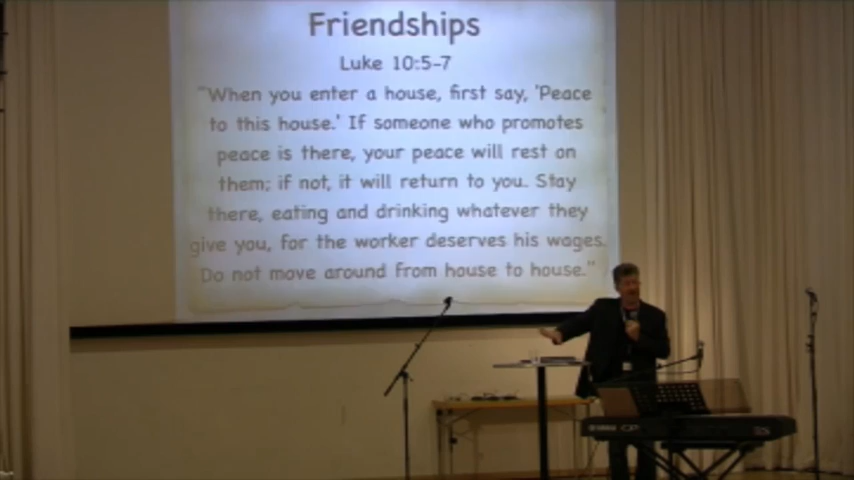 Friendships
Luke 10:5-7
"When you enter a house, first say, 'Peace
to this house.' If someone who promotes
peace is there, your peace will rest on
them; if not, it will return to you. Stay
there, eating and drinking whatever they
give you, for the worker deserves his wages.
Do not move around from house to house."
YAMAHA